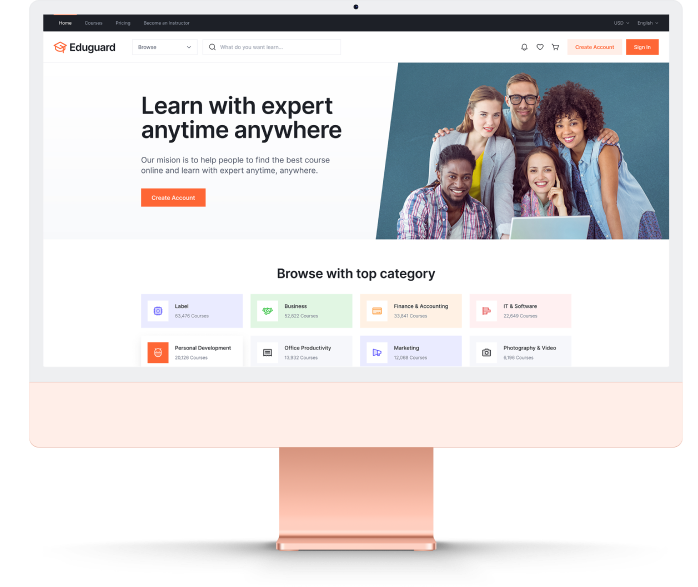 Home Courses Pricing Become an Instructor USD English
Eduguard Browse What do you want learn... Create Account Sign In
Learn with expert
anytime anywhere
Our mision is to help people to find the best course
online and learn with expert anytime, anywhere.
Create Account
Browse with top category
Label Business Finance & Accounting IT & Software
63,476 Courses 52,822 Courses 33,841 Courses 22,649 Courses
Personal Development Office Productivity Marketing Photography & Video
20,126 Courses 13,932 Courses 12,068 Courses 6,196 Courses